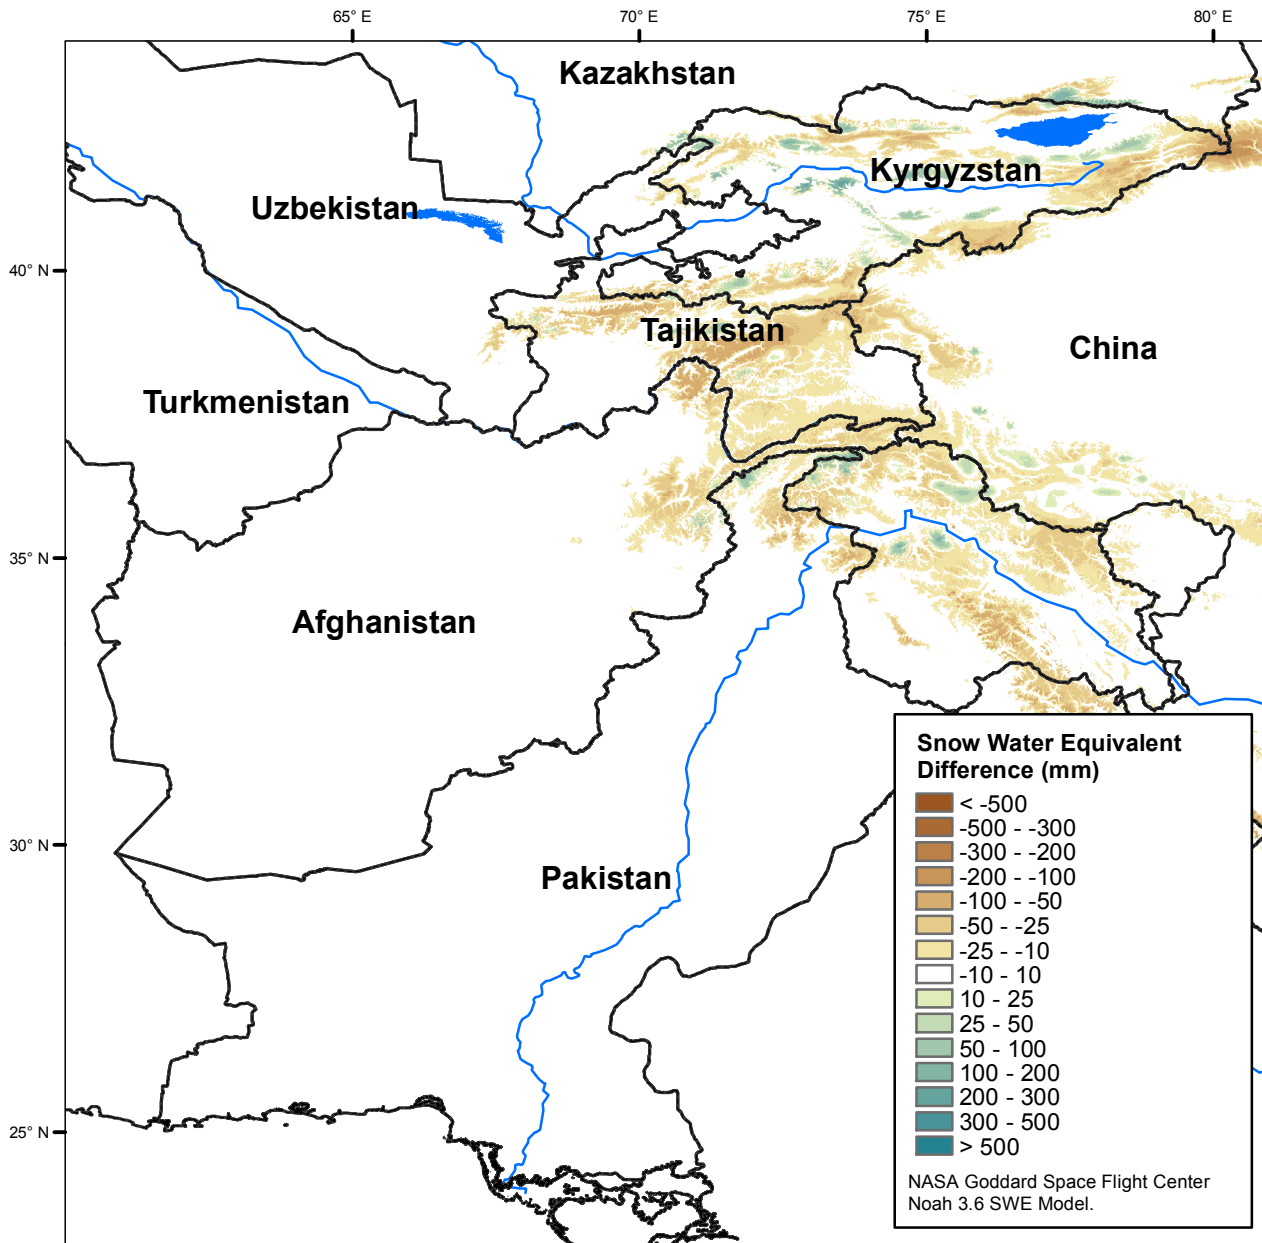 65° E
70° E
75° E
80° E
Kazakhstan
Kyrgyzstan
Uzbekistan
40° N
Tajikistan
China
Turkmenistan
35° N
Afghanistan
30° N
Pakistan
25° N
Snow Water Equivalent
Difference (mm)
< -500
-500 - -300
-300 - -200
-200 - -100
-100 - -50
-50 - -25
-25 - -10
-10 - 10
10 - 25
25 - 50
50 - 100
100 - 200
200 - 300
300 - 500
> 500
NASA Goddard Space Flight Center
Noah 3.6 SWE Model.